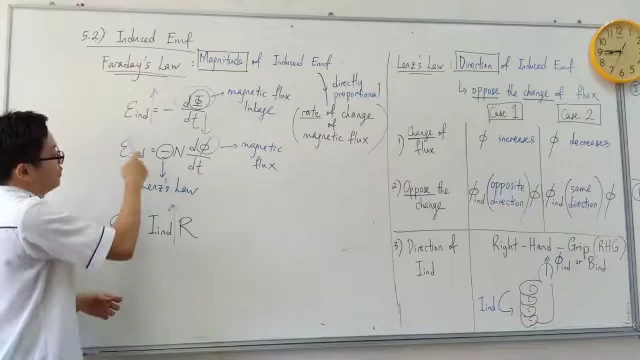 5.2) Induced Emf
Faraday's Law : Magnitude of Induced Emf
Ɛind = − dΦ/dt
→ magnetic flux linkage
directly proportional
(rate of change of magnetic flux)
Ɛind = − N dϕ/dt → magnetic flux
Lenz's Law
Iind R
Lenz's Law : Direction of Induced Emf
↳ oppose the change of flux
Case 1
Case 2
1) Change of flux
ϕ increases
ϕ decreases
2) Oppose the change
ϕind (opposite direction) ϕ
ϕind (same direction) ϕ
3) Direction of Iind
Right-Hand-Grip (RHG)
↑ ϕind or Bind
Iind
12